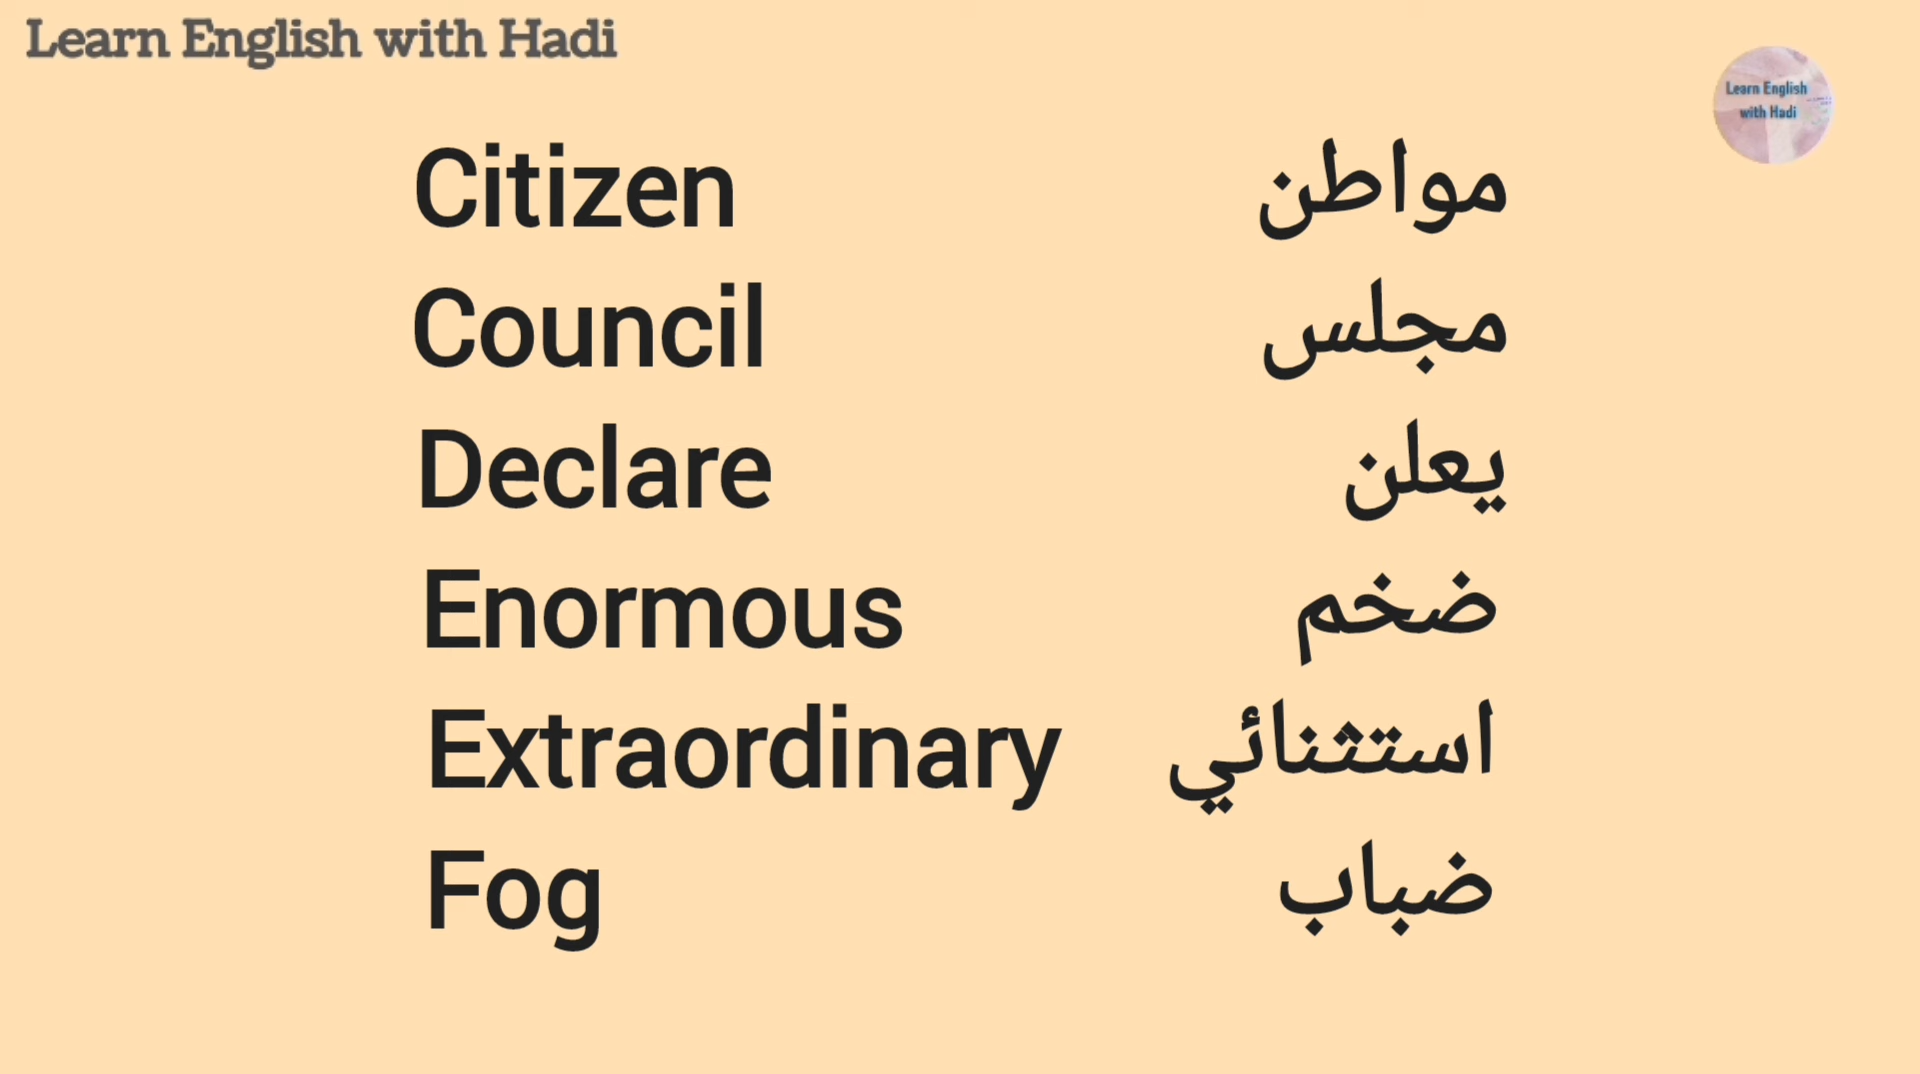 Learn English with Hadi
Learn English
with Hadi
Citizen مواطن
Council مجلس
Declare يعلن
Enormous ضخم
Extraordinary استثنائي
Fog ضباب